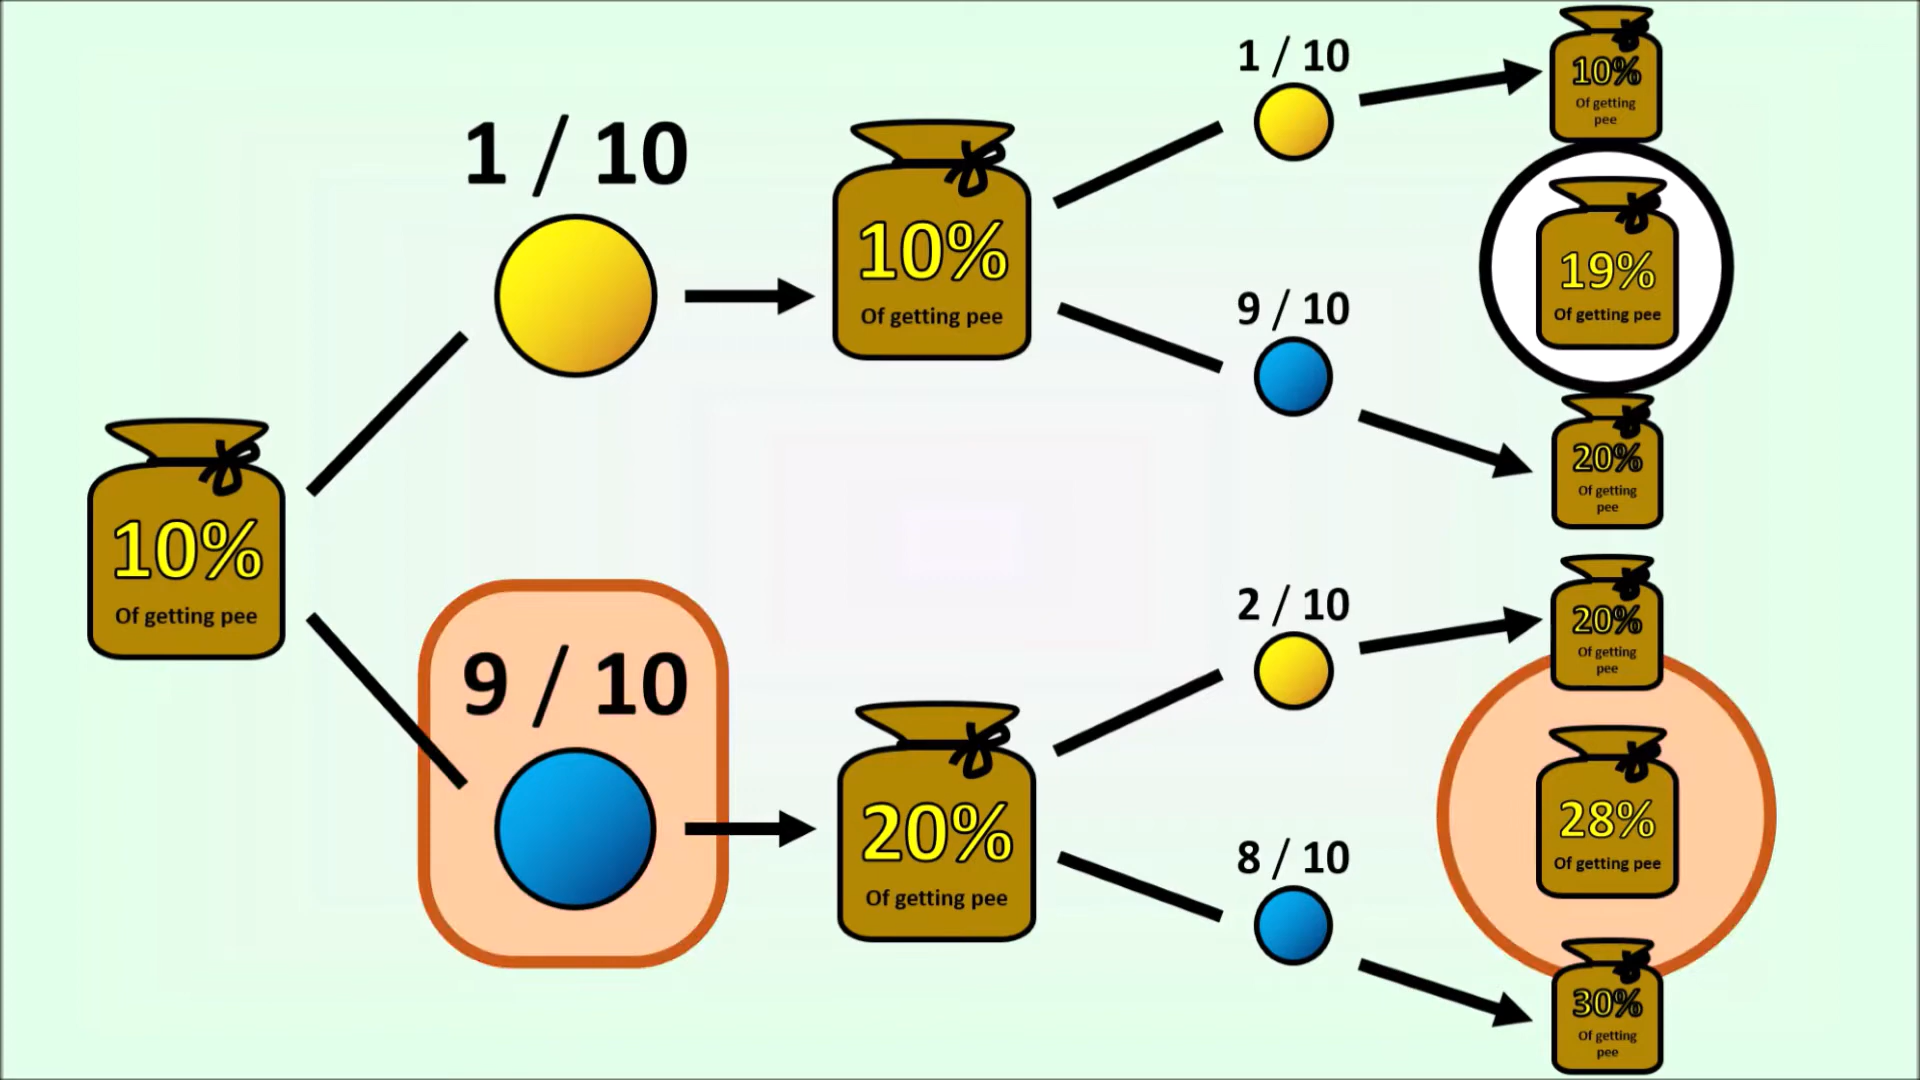 10%
Of getting pee
1 / 10
9 / 10
10%
Of getting pee
20%
Of getting pee
1 / 10
9 / 10
2 / 10
8 / 10
10%
Of getting
pee
19%
Of getting pee
20%
Of getting
pee
20%
Of getting
pee
28%
Of getting pee
30%
Of getting
pee